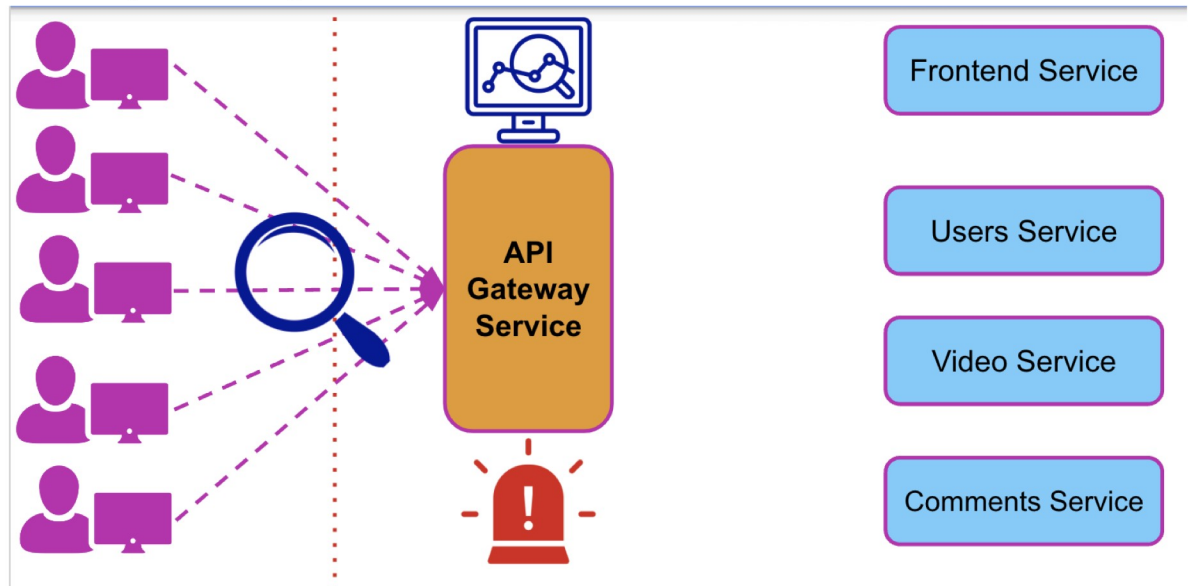 API
Gateway
Service
!
Frontend Service
Users Service
Video Service
Comments Service